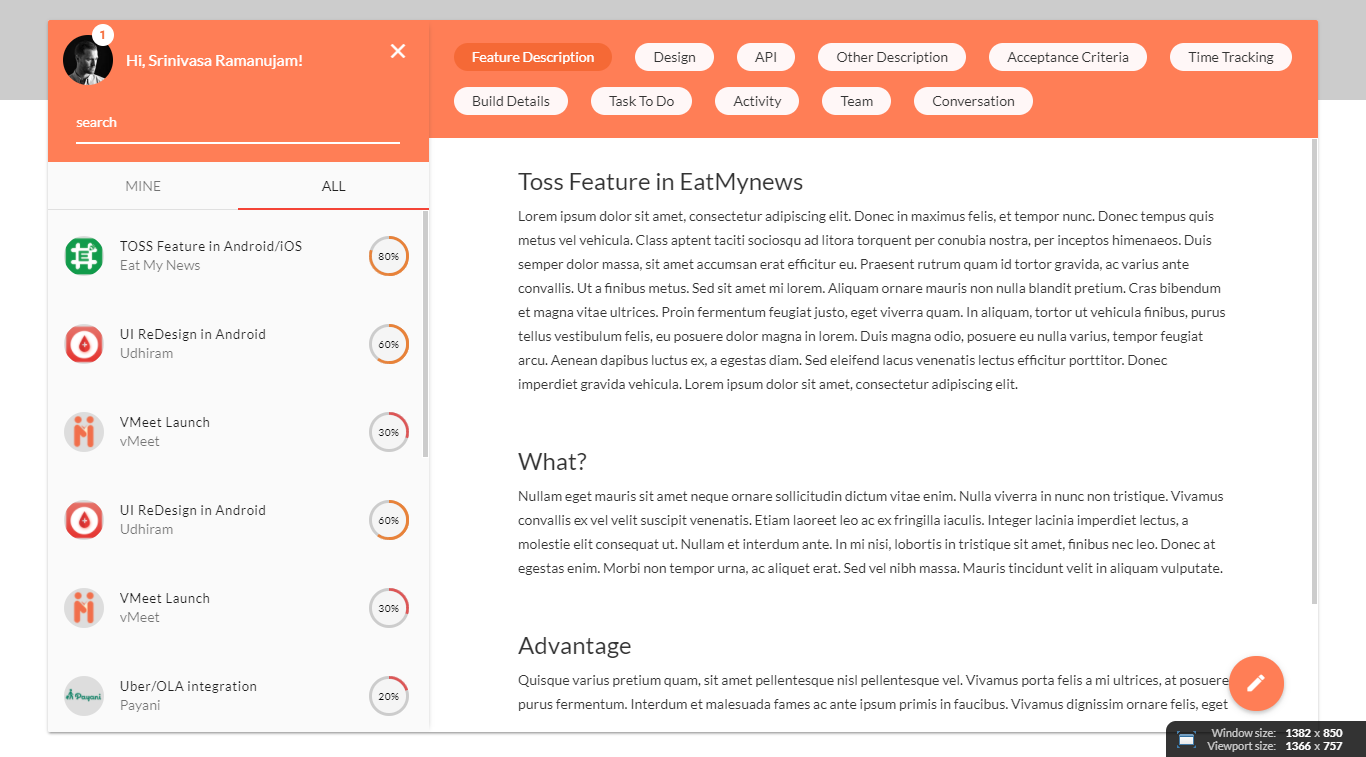 1
Hi, Srinivasa Ramanujam!
search
MINE ALL
TOSS Feature in Android/iOS
Eat My News
80%
UI ReDesign in Android
Udhiram
60%
VMeet Launch
vMeet
30%
UI ReDesign in Android
Udhiram
60%
VMeet Launch
vMeet
30%
Payani
Uber/OLA integration
Payani
20%
Feature Description Design API Other Description Acceptance Criteria Time Tracking
Build Details Task To Do Activity Team Conversation
Toss Feature in EatMynews
Lorem ipsum dolor sit amet, consectetur adipiscing elit. Donec in maximus felis, et tempor nunc. Donec tempus quis
metus vel vehicula. Class aptent taciti sociosqu ad litora torquent per conubia nostra, per inceptos himenaeos. Duis
semper dolor massa, sit amet accumsan erat efficitur eu. Praesent rutrum quam id tortor gravida, ac varius ante
convallis. Ut a finibus metus. Sed sit amet mi lorem. Aliquam ornare mauris non nulla blandit pretium. Cras bibendum
et magna vitae ultrices. Proin fermentum feugiat justo, eget viverra quam. In aliquam, tortor ut vehicula finibus, purus
tellus vestibulum felis, eu posuere dolor magna in lorem. Duis magna odio, posuere eu nulla varius, tempor feugiat
arcu. Aenean dapibus luctus ex, a egestas diam. Sed eleifend lacus venenatis lectus efficitur porttitor. Donec
imperdiet gravida vehicula. Lorem ipsum dolor sit amet, consectetur adipiscing elit.
What?
Nullam eget mauris sit amet neque ornare sollicitudin dictum vitae enim. Nulla viverra in nunc non tristique. Vivamus
convallis ex vel velit suscipit venenatis. Etiam laoreet leo ac ex fringilla iaculis. Integer lacinia imperdiet lectus, a
molestie elit consequat ut. Nullam et interdum ante. In mi nisi, lobortis in tristique sit amet, finibus nec leo. Donec at
egestas enim. Morbi non tempor urna, ac aliquet erat. Sed vel nibh massa. Mauris tincidunt velit in aliquam vulputate.
Advantage
Quisque varius pretium quam, sit amet pellentesque nisl pellentesque vel. Vivamus porta felis a mi ultrices, at posuere
purus fermentum. Interdum et malesuada fames ac ante ipsum primis in faucibus. Vivamus dignissim ornare felis, eget
Window size: 1382 x 850
Viewport size: 1366 x 757